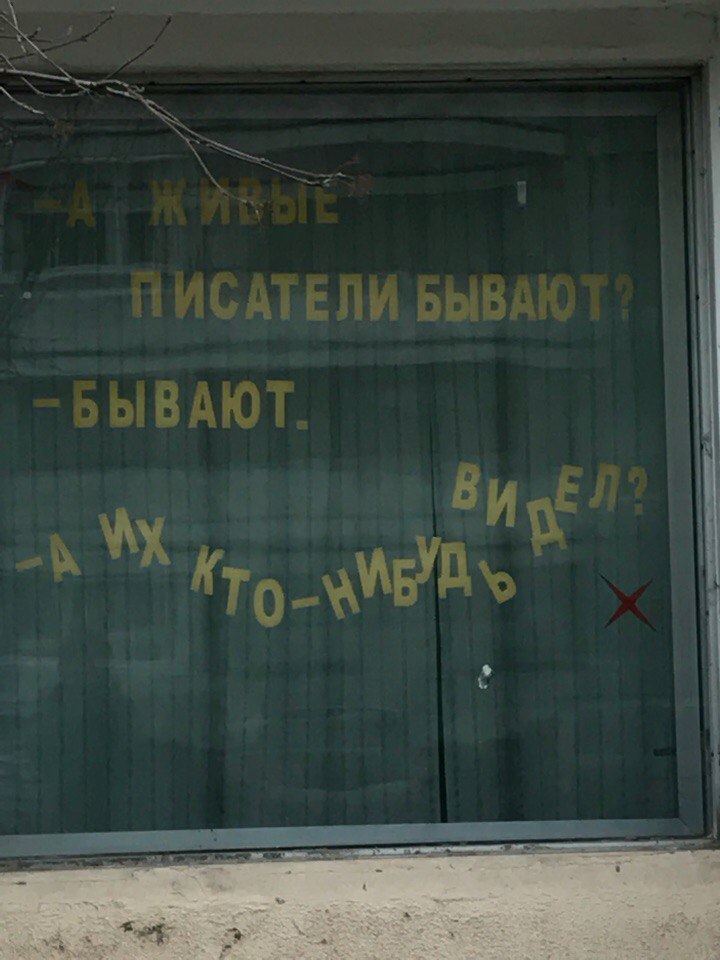 -А ЖИВЫЕ
ПИСАТЕЛИ БЫВАЮТ?
-БЫВАЮТ.
-А ИХ КТО-НИБУДЬ ВИДЕЛ?